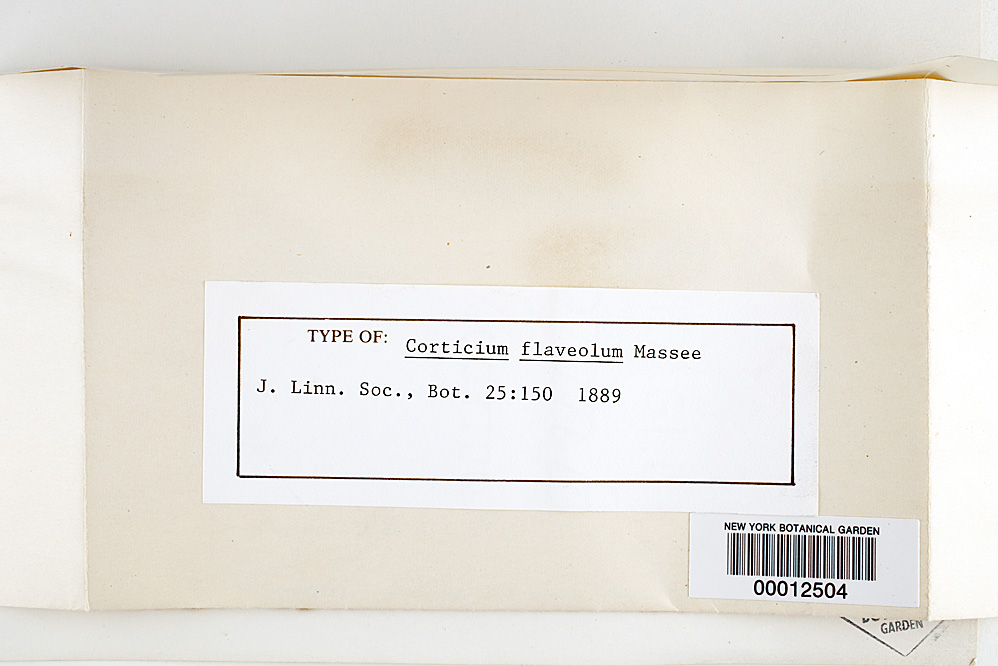 TYPE OF: Corticium flaveolum Massee
J. Linn. Soc., Bot. 25:150 1889
NEW YORK BOTANICAL GARDEN
00012504
GARDEN